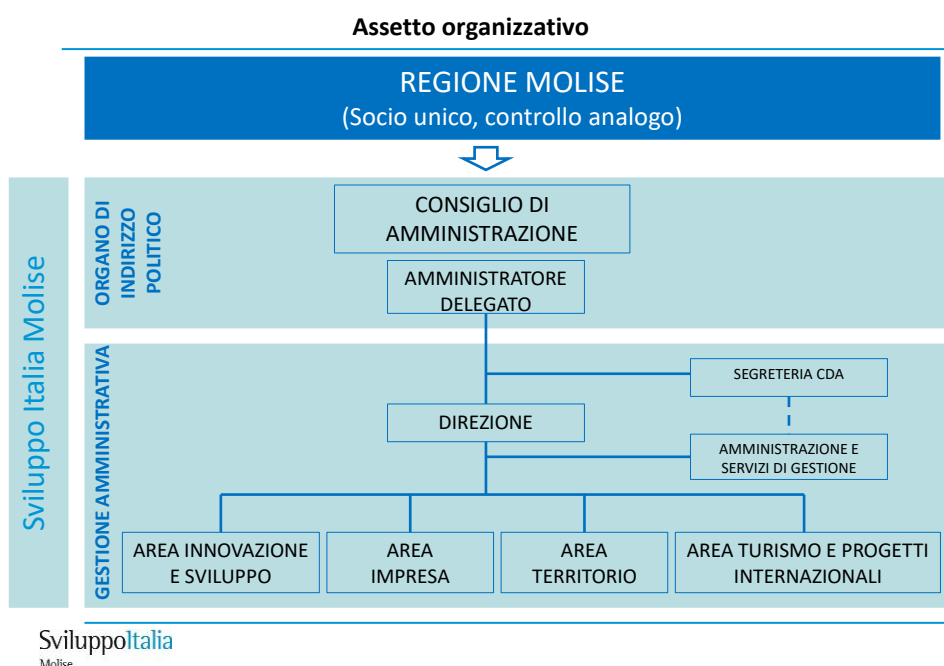 Assetto organizzativo
REGIONE MOLISE
(Socio unico, controllo analogo)
Sviluppo Italia Molise
ORGANO DI
INDIRIZZO
POLITICO
CONSIGLIO DI
AMMINISTRAZIONE
AMMINISTRATORE
DELEGATO
GESTIONE AMMINISTRATIVA
SEGRETERIA CDA
DIREZIONE
AMMINISTRAZIONE E
SERVIZI DI GESTIONE
AREA INNOVAZIONE
E SVILUPPO
AREA
IMPRESA
AREA
TERRITORIO
AREA TURISMO E PROGETTI
INTERNAZIONALI
SviluppoItalia
Molise